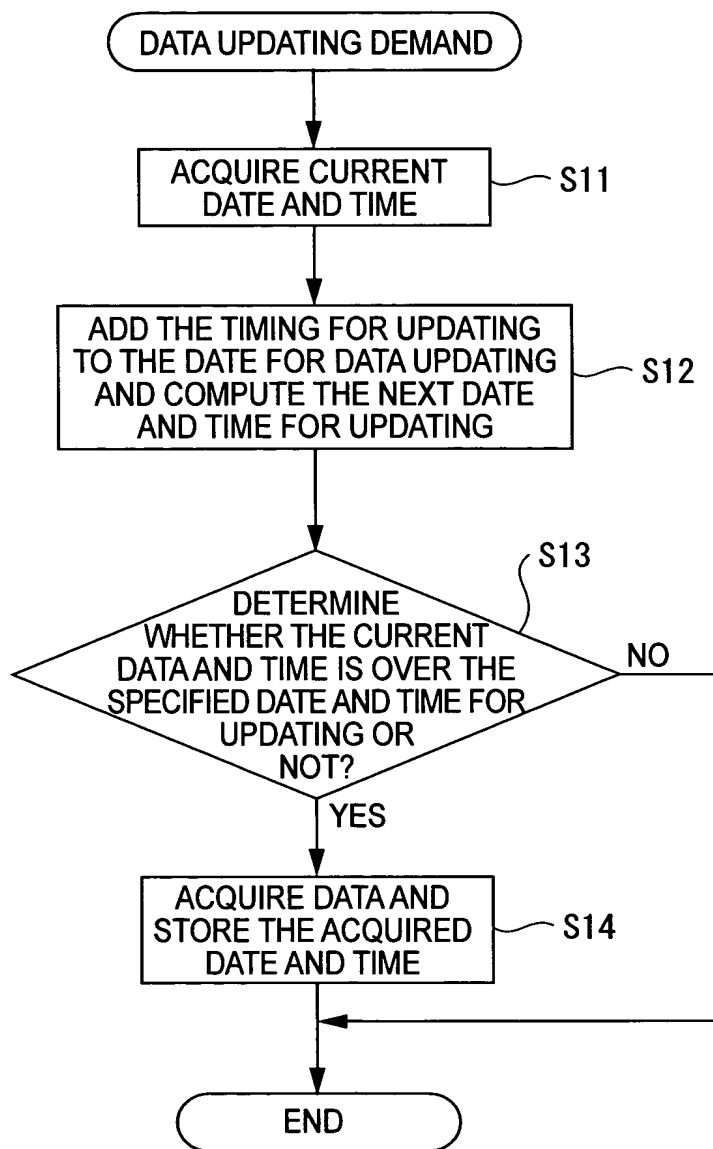 DATA UPDATING DEMAND
ACQUIRE CURRENT
DATE AND TIME
S11
ADD THE TIMING FOR UPDATING
TO THE DATE FOR DATA UPDATING
AND COMPUTE THE NEXT DATE
AND TIME FOR UPDATING
S12
S13
DETERMINE
WHETHER THE CURRENT
DATA AND TIME IS OVER THE
SPECIFIED DATE AND TIME FOR
UPDATING OR
NOT?
NO
YES
ACQUIRE DATA AND
STORE THE ACQUIRED
DATE AND TIME
S14
END